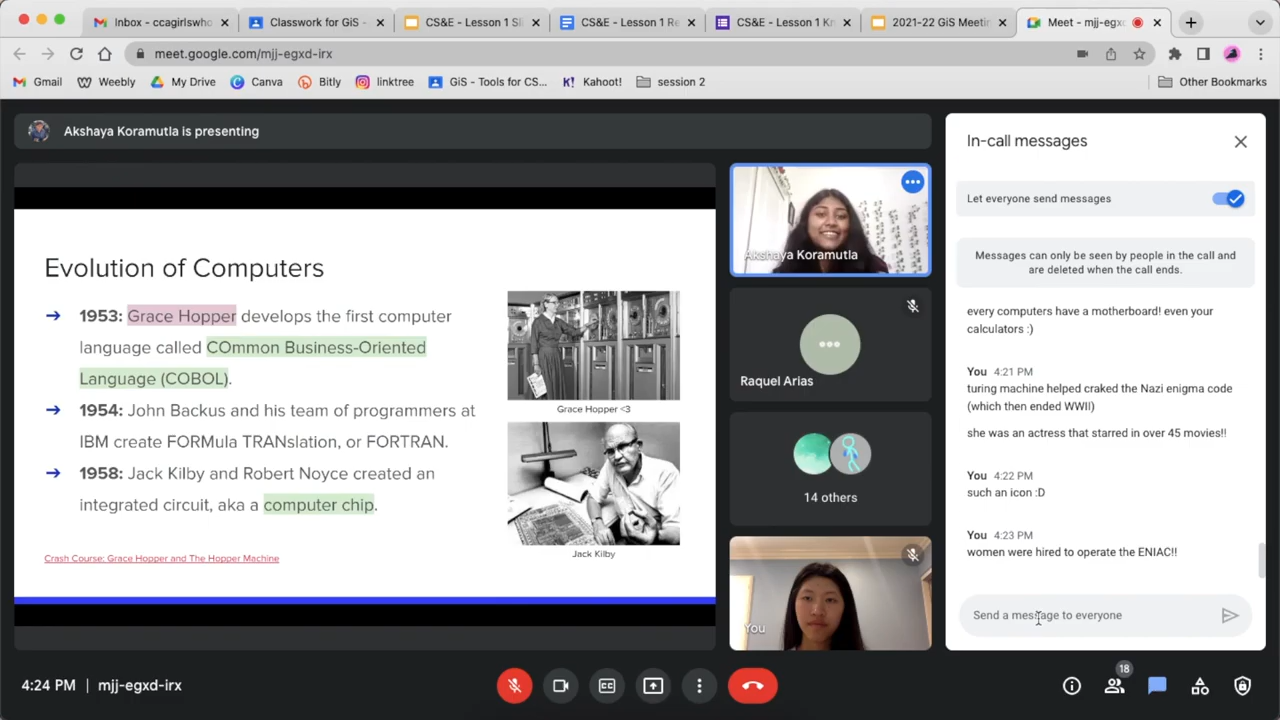 Inbox - ccagirlswho
Classwork for GiS -
CS&E - Lesson 1 Sli
CS&E - Lesson 1 Re
CS&E - Lesson 1 Kn
2021-22 GiS Meetin
Meet - mjj-egxd
meet.google.com/mjj-egxd-irx
Gmail
Weebly
My Drive
Canva
Bitly
linktree
GiS - Tools for CS...
K! Kahoot!
session 2
Other Bookmarks
Akshaya Koramutla is presenting
Evolution of Computers
→ 1953: Grace Hopper develops the first computer
language called COmmon Business-Oriented
Language (COBOL).
→ 1954: John Backus and his team of programmers at
IBM create FORMula TRANslation, or FORTRAN.
→ 1958: Jack Kilby and Robert Noyce created an
integrated circuit, aka a computer chip.
Crash Course: Grace Hopper and The Hopper Machine
Grace Hopper <3
Jack Kilby
Akshaya Koramutla
Raquel Arias
14 others
You
In-call messages
Let everyone send messages
Messages can only be seen by people in the call and
are deleted when the call ends.
every computers have a motherboard! even your
calculators :)
You 4:21 PM
turing machine helped craked the Nazi enigma code
(which then ended WWII)
she was an actress that starred in over 45 movies!!
You 4:22 PM
such an icon :D
You 4:23 PM
women were hired to operate the ENIAC!!
Send a message to everyone
4:24 PM | mjj-egxd-irx
CC
18